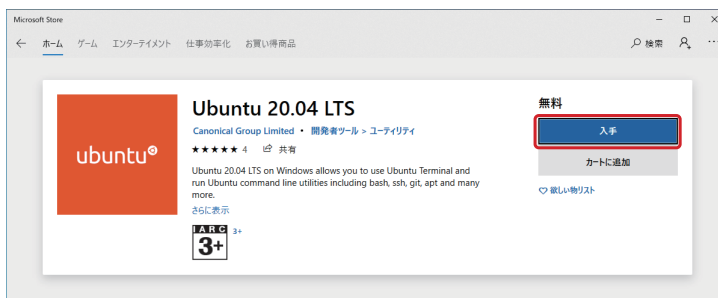 Microsoft Store
ホーム ゲーム エンターテイメント 仕事効率化 お買い得商品 検索
ubuntu
Ubuntu 20.04 LTS
Canonical Group Limited • 開発者ツール > ユーティリティ
★★★★★ 4 共有
Ubuntu 20.04 LTS on Windows allows you to use Ubuntu Terminal and
run Ubuntu command line utilities including bash, ssh, git, apt and many
more.
さらに表示
IARC
3+
3+
無料
入手
カートに追加
欲しい物リスト